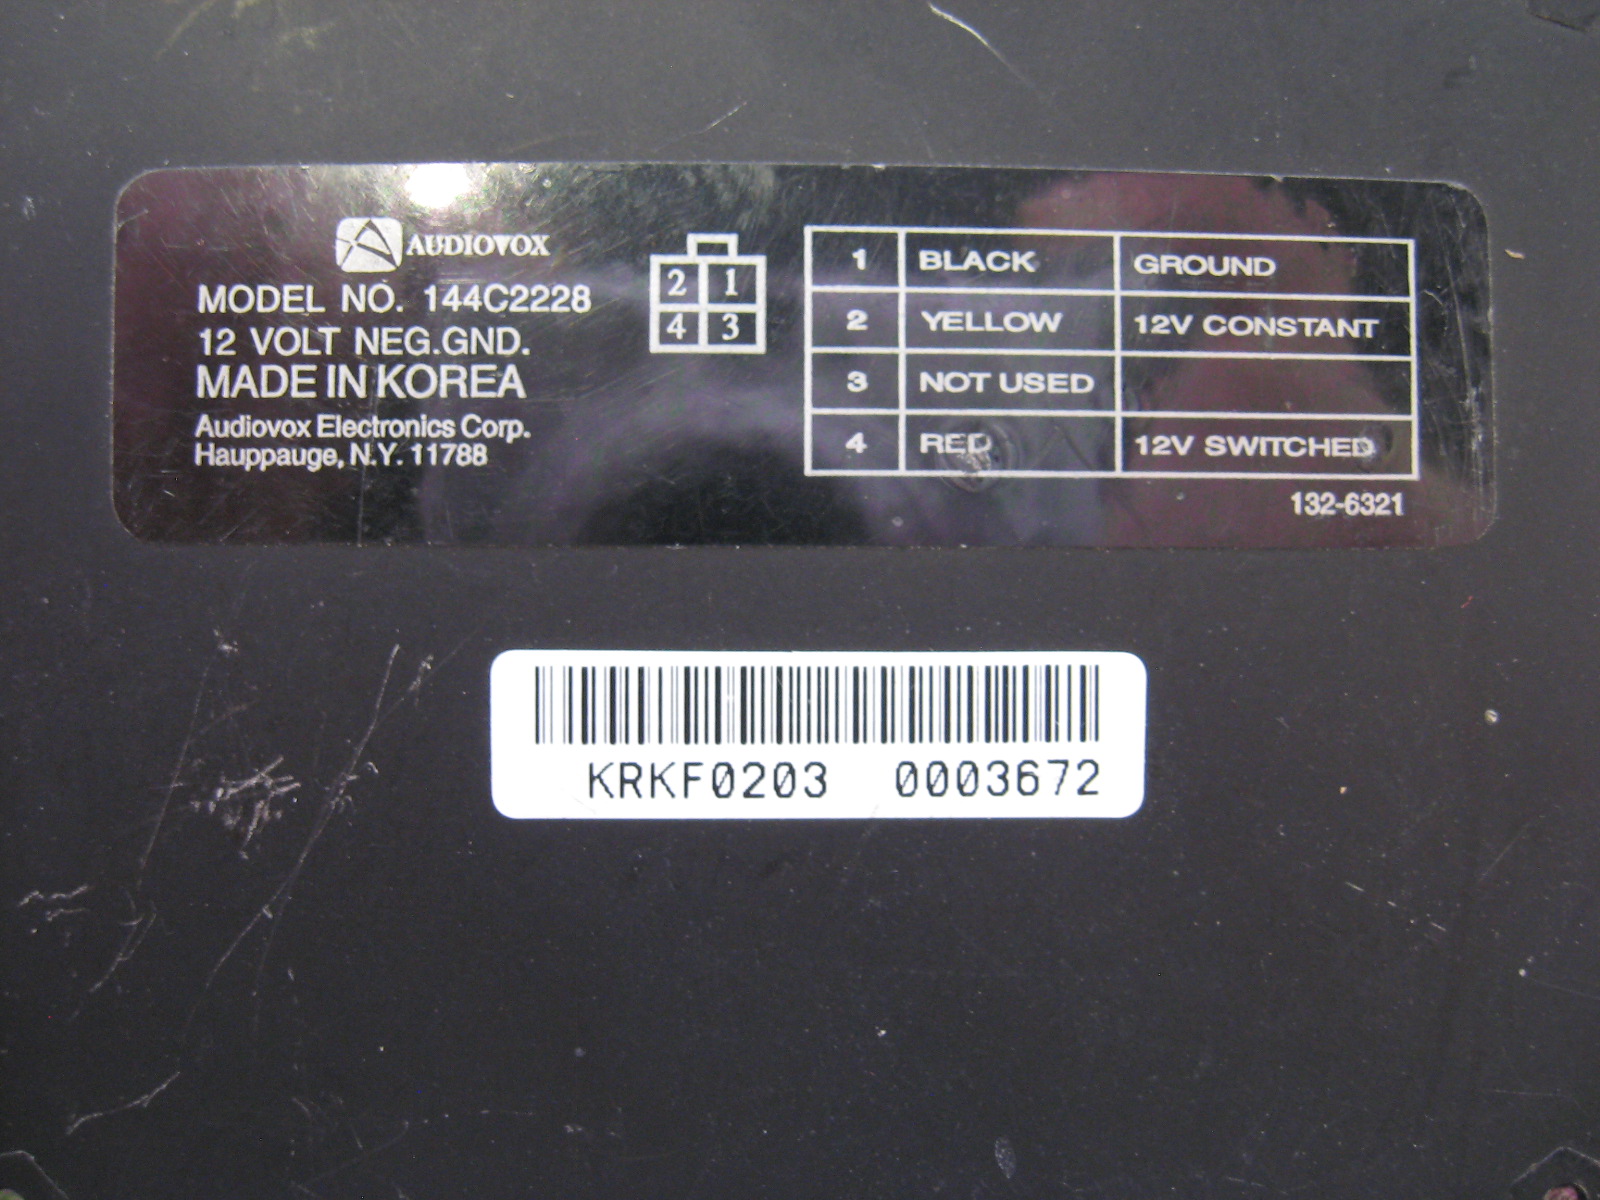 AUDIOVOX
MODEL NO. 144C2228
12 VOLT NEG.GND.
MADE IN KOREA
Audiovox Electronics Corp.
Hauppauge, N.Y. 11788
2 1
4 3
1 BLACK GROUND
2 YELLOW 12V CONSTANT
3 NOT USED
4 RED 12V SWITCHED
132-6321
KRKF0203 0003672